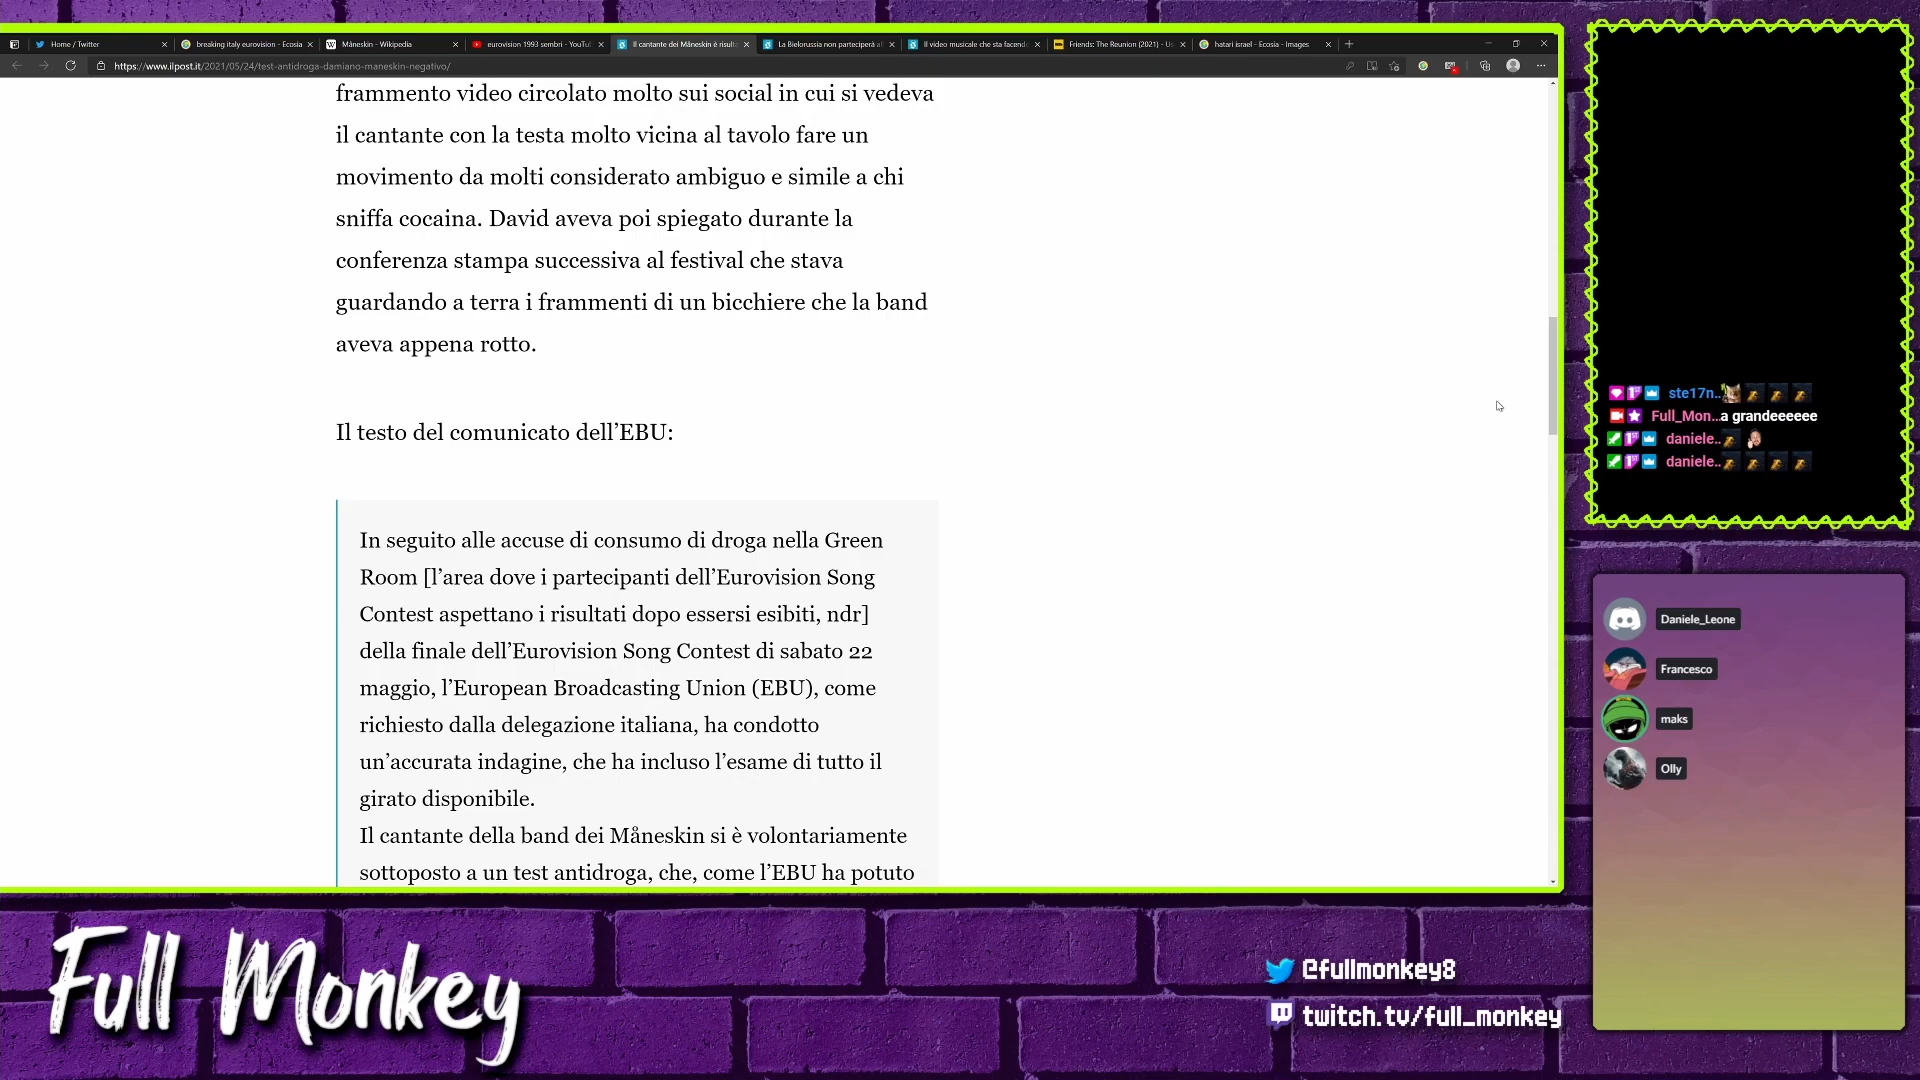 Home / Twitter
breaking italy eurovision - Ecosia
Måneskin - Wikipedia
eurovision 1993 sembri - YouTu
Il cantante dei Måneskin è risulta
La Bielorussia non parteciperà al
Il video musicale che sta facend
Friends: The Reunion (2021) - Us
hatari israel - Ecosia - Images
https://www.ilpost.it/2021/05/24/test-antidroga-damiano-maneskin-negativo/
frammento video circolato molto sui social in cui si vedeva
il cantante con la testa molto vicina al tavolo fare un
movimento da molti considerato ambiguo e simile a chi
sniffa cocaina. David aveva poi spiegato durante la
conferenza stampa successiva al festival che stava
guardando a terra i frammenti di un bicchiere che la band
aveva appena rotto.
Il testo del comunicato dell’EBU:
In seguito alle accuse di consumo di droga nella Green
Room [l’area dove i partecipanti dell’Eurovision Song
Contest aspettano i risultati dopo essersi esibiti, ndr]
della finale dell’Eurovision Song Contest di sabato 22
maggio, l’European Broadcasting Union (EBU), come
richiesto dalla delegazione italiana, ha condotto
un’accurata indagine, che ha incluso l’esame di tutto il
girato disponibile.
Il cantante della band dei Måneskin si è volontariamente
sottoposto a un test antidroga, che, come l’EBU ha potuto
ste17n..
Full_Mon...a grandeeeeee
daniele..
daniele..
Daniele_Leone
Francesco
maks
Olly
Full Monkey
@fullmonkey8
twitch.tv/full_monkey